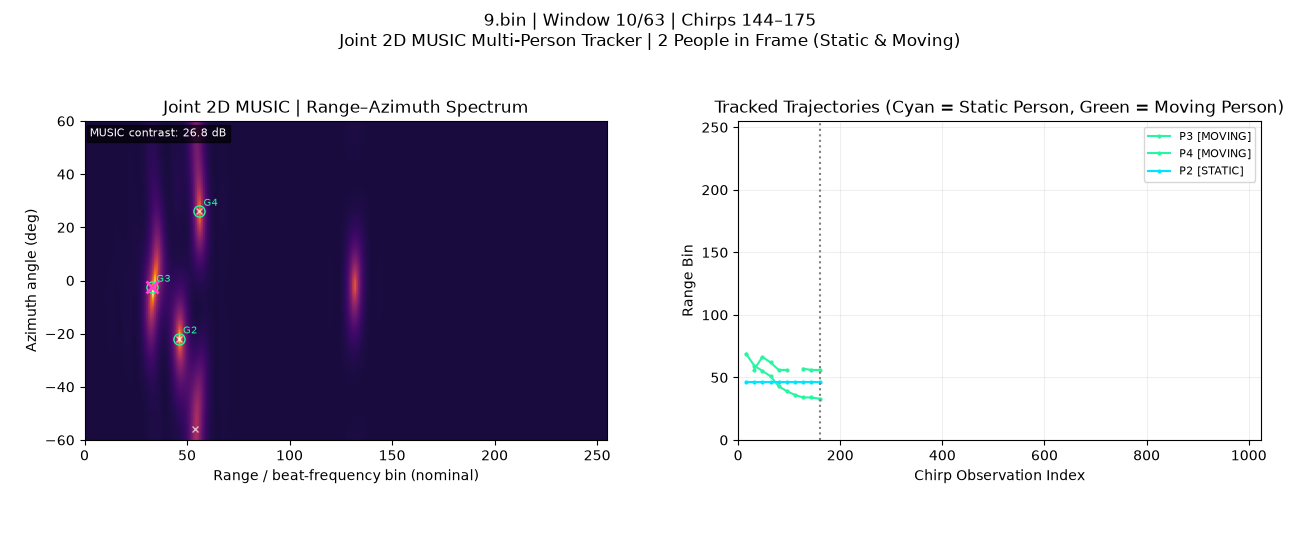 9.bin | Window 10/63 | Chirps 144–175
Joint 2D MUSIC Multi-Person Tracker | 2 People in Frame (Static & Moving)
Joint 2D MUSIC | Range–Azimuth Spectrum
MUSIC contrast: 26.8 dB
G4
G3
G2
60
40
20
0
−20
−40
−60
Azimuth angle (deg)
0
50
100
150
200
250
Range / beat-frequency bin (nominal)
Tracked Trajectories (Cyan = Static Person, Green = Moving Person)
P3 [MOVING]
P4 [MOVING]
P2 [STATIC]
250
200
150
100
50
0
Range Bin
0
200
400
600
800
1000
Chirp Observation Index